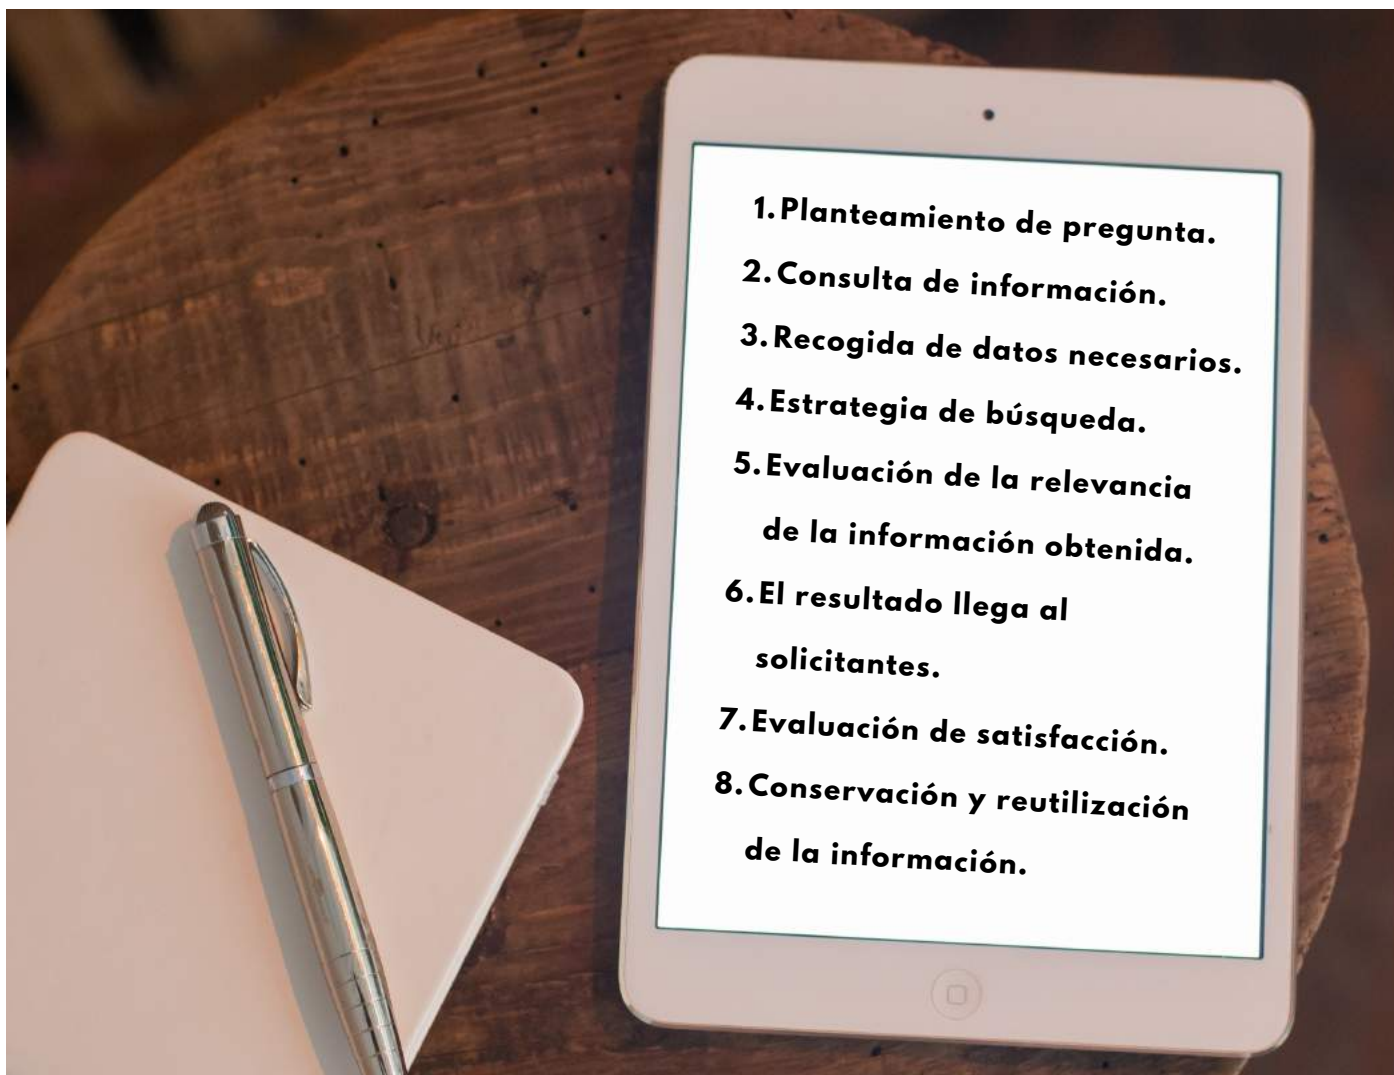 1. Planteamiento de pregunta.
2. Consulta de información.
3. Recogida de datos necesarios.
4. Estrategia de búsqueda.
5. Evaluación de la relevancia
de la información obtenida.
6. El resultado llega al
solicitantes.
7. Evaluación de satisfacción.
8. Conservación y reutilización
de la información.